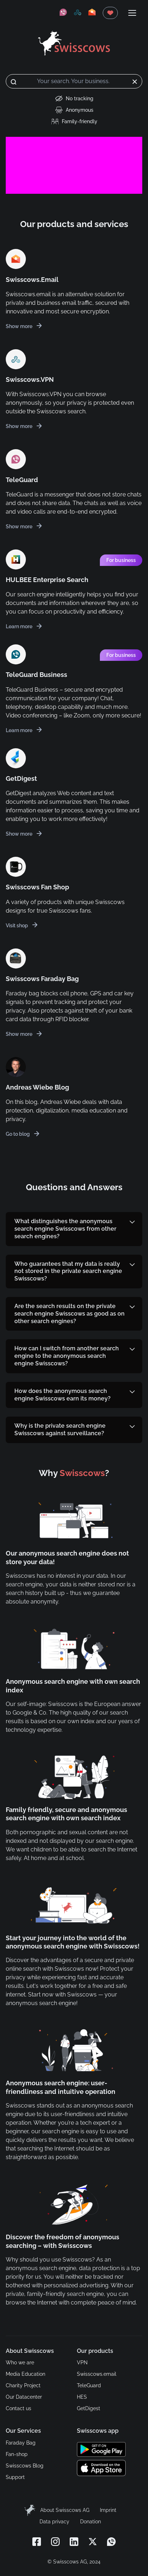 swisscows
Your search. Your business.
No tracking
Anonymous
Family-friendly
Our products and services
Swisscows.Email
Swisscows.email is an alternative solution for
private and business email traffic, secured with
innovative and most secure encryption.
Show more
Swisscows.VPN
With Swisscows.VPN you can browse
anonymously, so your privacy is protected even
outside the Swisscows search.
Show more
TeleGuard
TeleGuard is a messenger that does not store chats
and does not share data. The chats as well as voice
and video calls are end-to-end encrypted.
Show more
For business
HULBEE Enterprise Search
Our search engine intelligently helps you find your
documents and information wherever they are, so
you can focus on productivity and efficiency.
Learn more
For business
TeleGuard Business
TeleGuard Business – secure and encrypted
communication for your company! Chat,
telephony, desktop capability and much more:
Video conferencing – like Zoom, only more secure!
Learn more
GetDigest
GetDigest analyzes Web content and text
documents and summarizes them. This makes
information easier to process, saving you time and
enabling you to work more effectively!
Show more
Swisscows Fan Shop
A variety of products with unique Swisscows
designs for true Swisscows fans.
Visit shop
Swisscows Faraday Bag
Faraday bag blocks cell phone, GPS and car key
signals to prevent tracking and protect your
privacy. Also protects against theft of your bank
card data through RFID blocker.
Show more
Andreas Wiebe Blog
On this blog, Andreas Wiebe deals with data
protection, digitalization, media education and
privacy.
Go to blog
Questions and Answers
What distinguishes the anonymous
search engine Swisscows from other
search engines?
Who guarantees that my data is really
not stored in the private search engine
Swisscows?
Are the search results on the private
search engine Swisscows as good as on
other search engines?
How can I switch from another search
engine to the anonymous search
engine Swisscows?
How does the anonymous search
engine Swisscows earn its money?
Why is the private search engine
Swisscows against surveillance?
Why Swisscows?
Our anonymous search engine does not
store your data!
Swisscows has no interest in your data. In our
search engine, your data is neither stored nor is a
search history built up - thus we guarantee
absolute anonymity.
Anonymous search engine with own search
index
Our self-image: Swisscows is the European answer
to Google & Co. The high quality of our search
results is based on our own index and our years of
technology expertise.
Family friendly, secure and anonymous
search engine with own search index
Both pornographic and sexual content are not
indexed and not displayed by our search engine.
We want children to be able to search the Internet
safely. At home and at school.
Start your journey into the world of the
anonymous search engine with Swisscows!
Discover the advantages of a secure and private
online search with Swisscows now! Protect your
privacy while experiencing fast and accurate
results. Let's work together for a free and safe
internet. Start now with Swisscows — your
anonymous search engine!
Anonymous search engine: user-
friendliness and intuitive operation
Swisscows stands out as an anonymous search
engine due to its user-friendliness and intuitive
operation. Whether you're a tech expert or
beginner, our search engine is easy to use and
quickly delivers the results you want. We believe
that searching the internet should be as
straightforward as possible.
Discover the freedom of anonymous
searching – with Swisscows
Why should you use Swisscows? As an
anonymous search engine, data protection is a top
priority for us. You will neither be tracked nor
bothered with personalized advertising. With our
private, family-friendly search engine, you can
browse the Internet with complete peace of mind.
About Swisscows
Who we are
Media Education
Charity Project
Our Datacenter
Contact us
Our products
VPN
Swisscows.email
TeleGuard
HES
GetDigest
Our Services
Faraday Bag
Fan-shop
Swisscows Blog
Support
Swisscows app
GET IT ON
Google Play
Download on the
App Store
About Swisscows AG
Imprint
Data privacy
Donation
© Swisscows AG, 2024